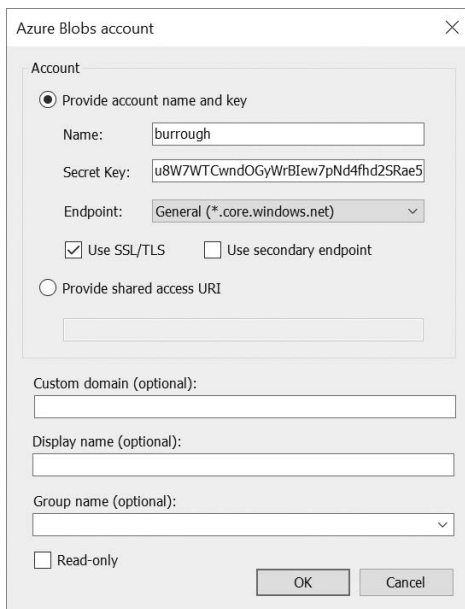 Azure Blobs account
Account
Provide account name and key
Name: burrough
Secret Key: u8W7WTCwndOGyWrBIew7pNd4fhd2SRae5
Endpoint: General (*.core.windows.net)
Use SSL/TLS Use secondary endpoint
Provide shared access URI
Custom domain (optional):
Display name (optional):
Group name (optional):
Read-only
OK Cancel